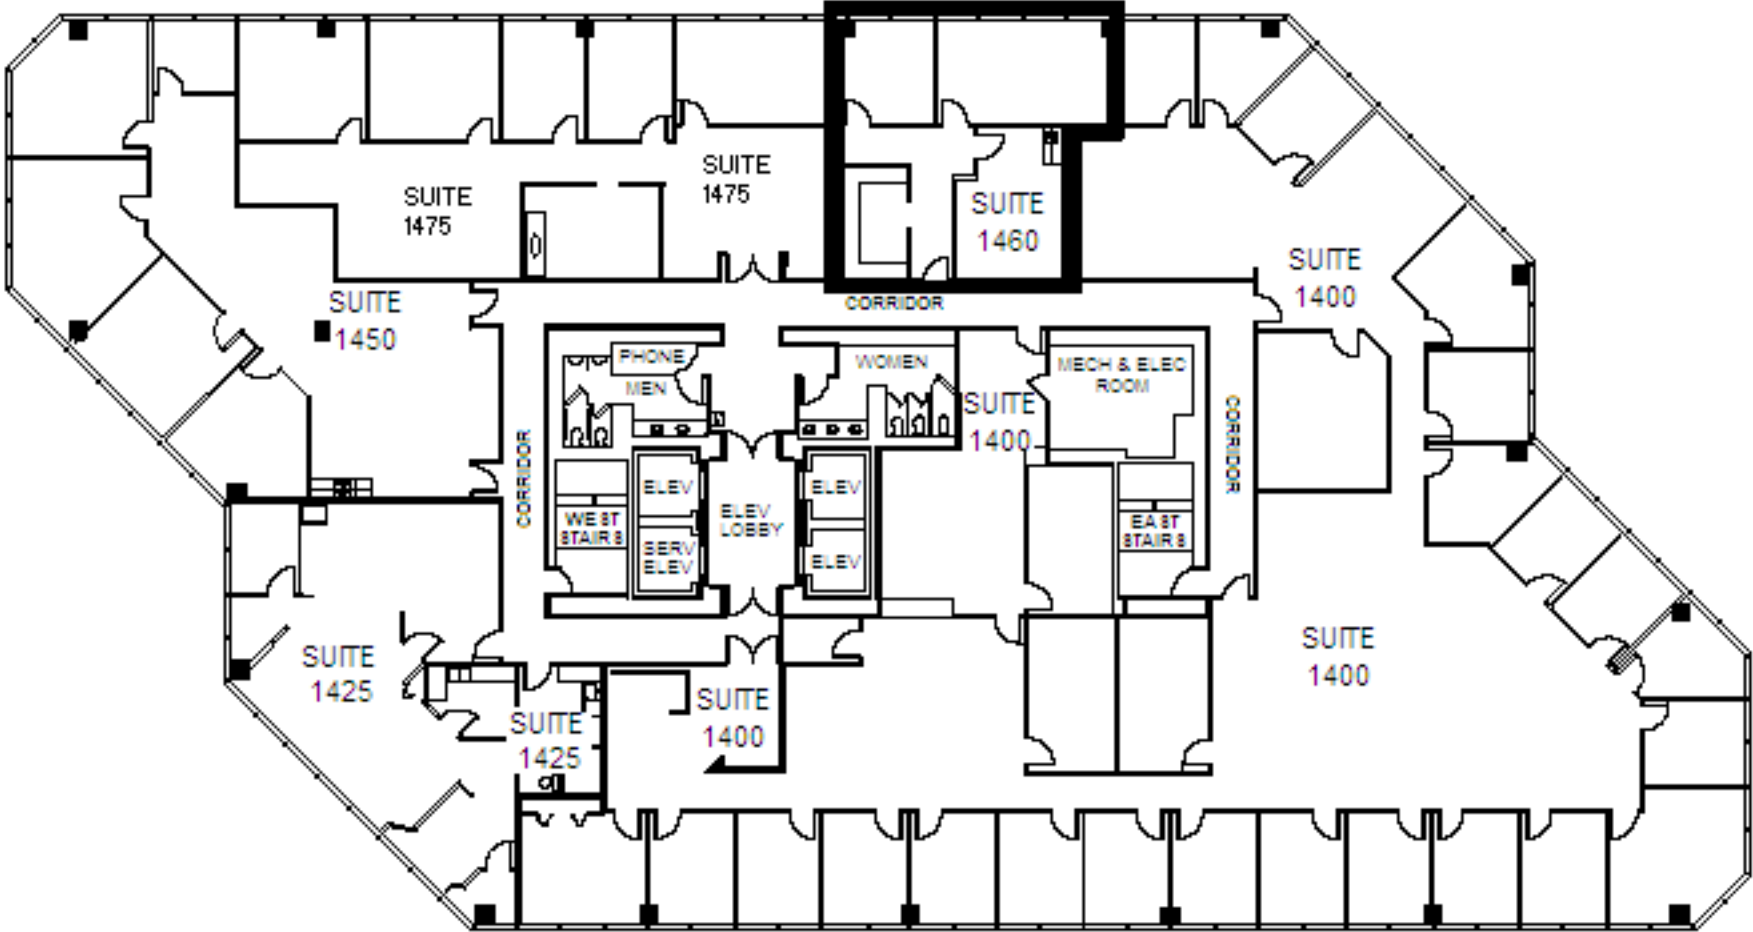 SUITE
1475
SUITE
1475
SUITE
1460
SUITE
1400
SUITE
1450
CORRIDOR
PHONE
MEN
WOMEN
MECH & ELEC
ROOM
SUITE
1400
CORRIDOR
CORRIDOR
ELEV
ELEV
ELEV
LOBBY
WEST
STAIRS
EAST
STAIRS
SERV
ELEV
ELEV
SUITE
1425
SUITE
1400
SUITE
1400
SUITE
1425